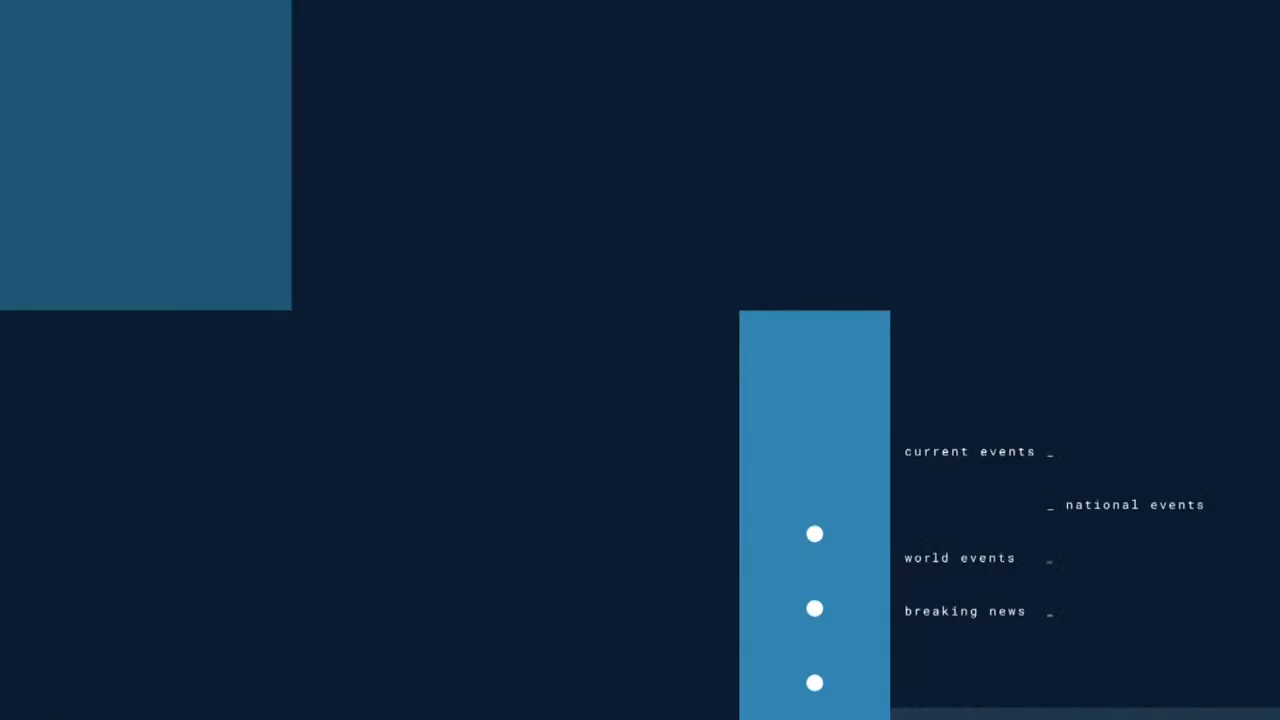 current events _
_ national events
world events _
breaking news _